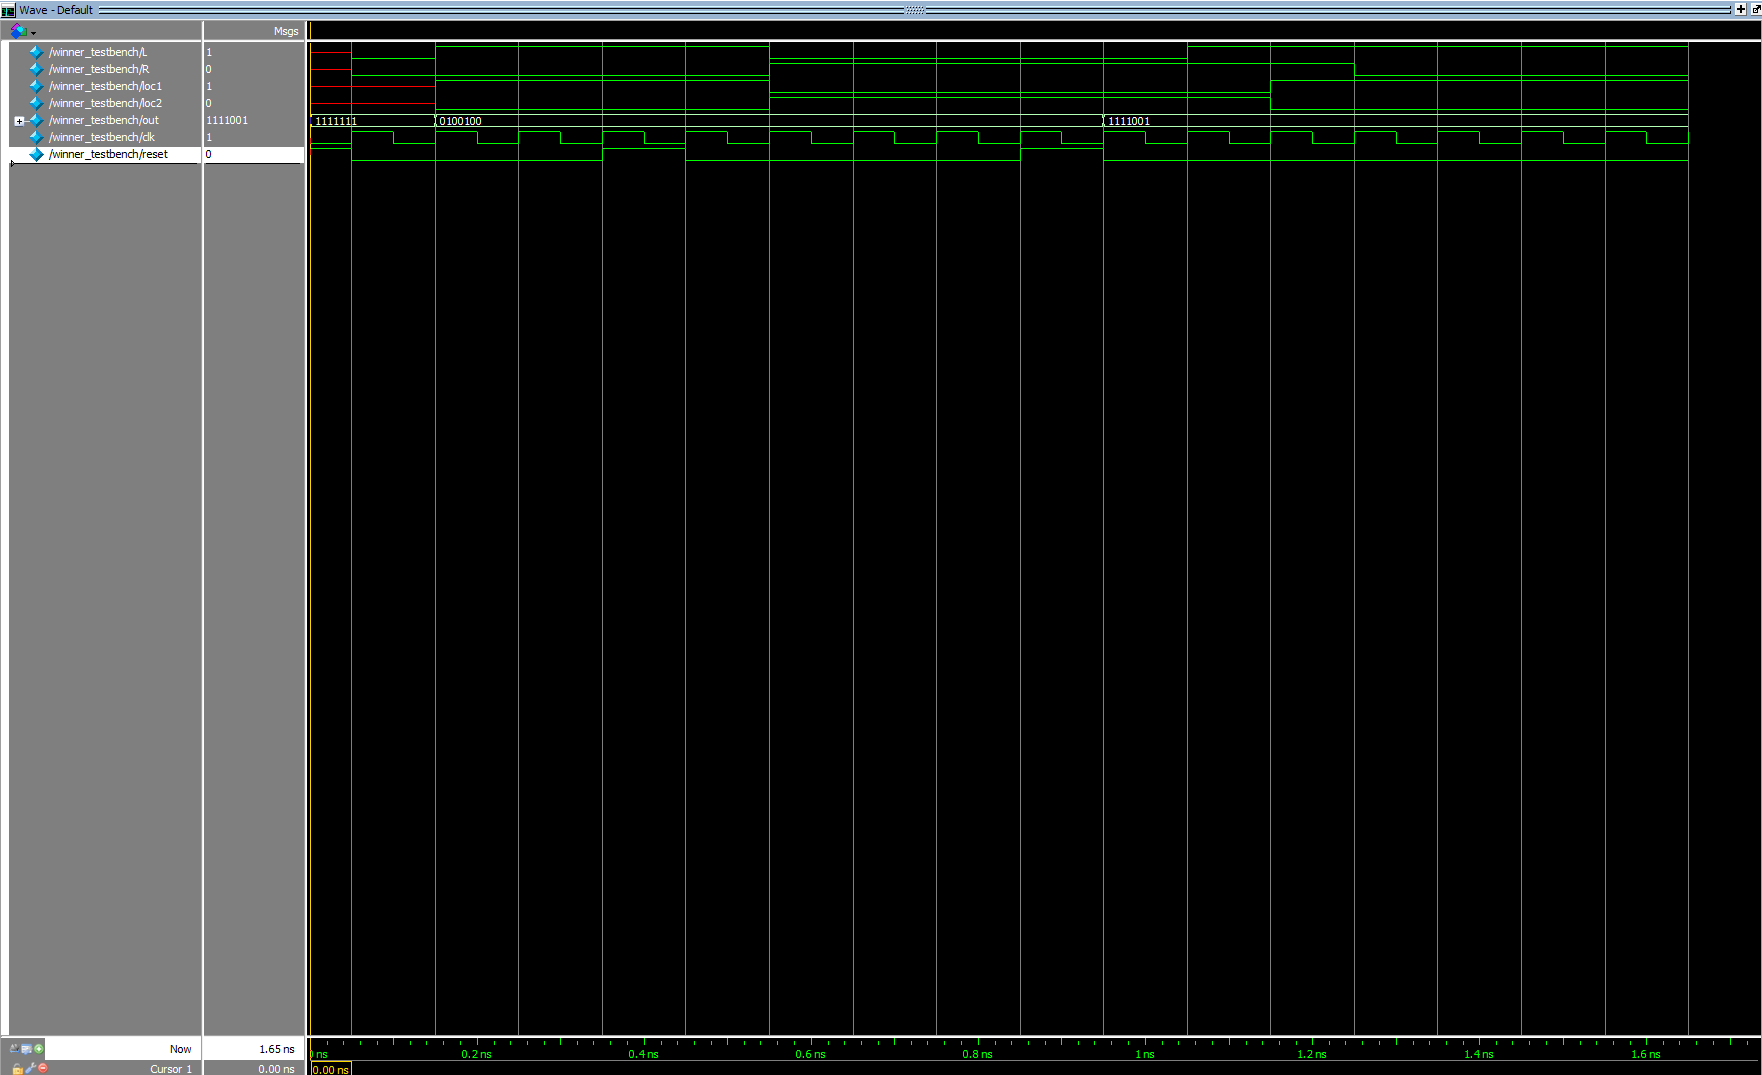 Wave - Default
Msgs
/winner_testbench/L 1
/winner_testbench/R 0
/winner_testbench/loc1 1
/winner_testbench/loc2 0
/winner_testbench/out 1111001 1111111 0100100 1111001
/winner_testbench/clk 1
/winner_testbench/reset 0
Now 1.65 ns ns 0.2 ns 0.4 ns 0.6 ns 0.8 ns 1 ns 1.2 ns 1.4 ns 1.6 ns
Cursor 1 0.00 ns 0.00 ns